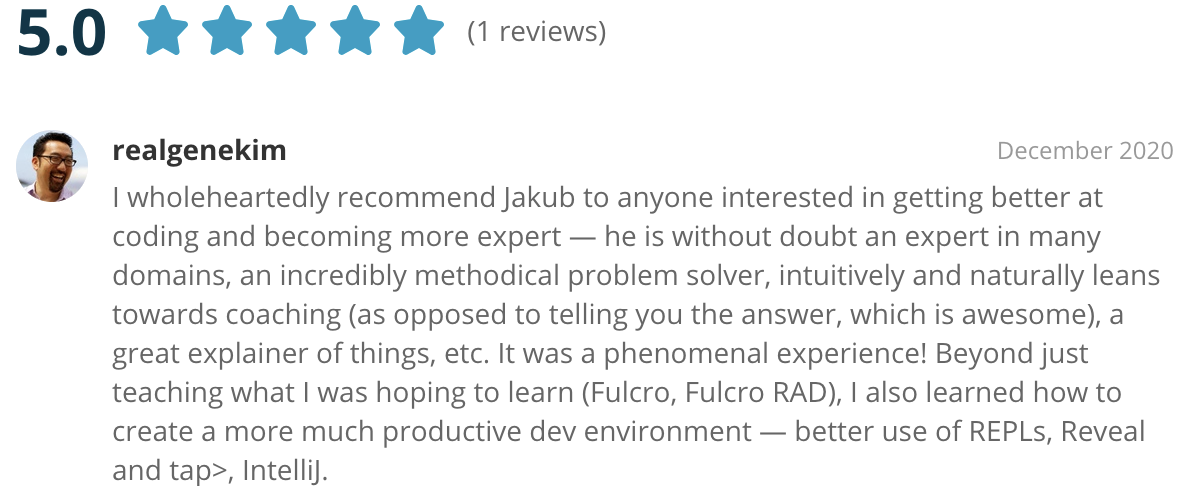 5.0 (1 reviews)
realgenekim December 2020
I wholeheartedly recommend Jakub to anyone interested in getting better at
coding and becoming more expert — he is without doubt an expert in many
domains, an incredibly methodical problem solver, intuitively and naturally leans
towards coaching (as opposed to telling you the answer, which is awesome), a
great explainer of things, etc. It was a phenomenal experience! Beyond just
teaching what I was hoping to learn (Fulcro, Fulcro RAD), I also learned how to
create a more much productive dev environment — better use of REPLs, Reveal
and tap>, IntelliJ.